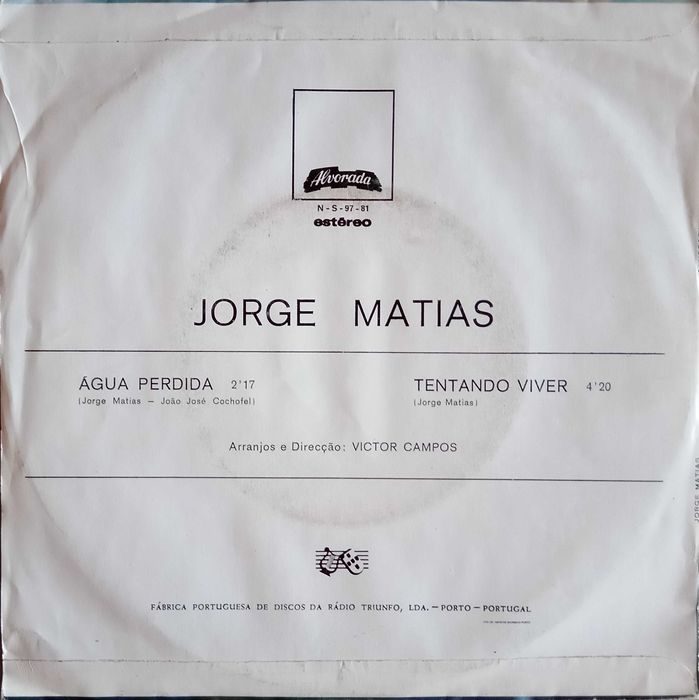 Alvorada
N - S - 97 - 81
estéreo
JORGE MATIAS
ÁGUA PERDIDA 2'17
(Jorge Matias — João José Cochofel)
TENTANDO VIVER 4'20
(Jorge Matias)
Arranjos e Direcção: VICTOR CAMPOS
FÁBRICA PORTUGUESA DE DISCOS DA RÁDIO TRIUNFO, LDA. — PORTO — PORTUGAL
JORGE MATIAS